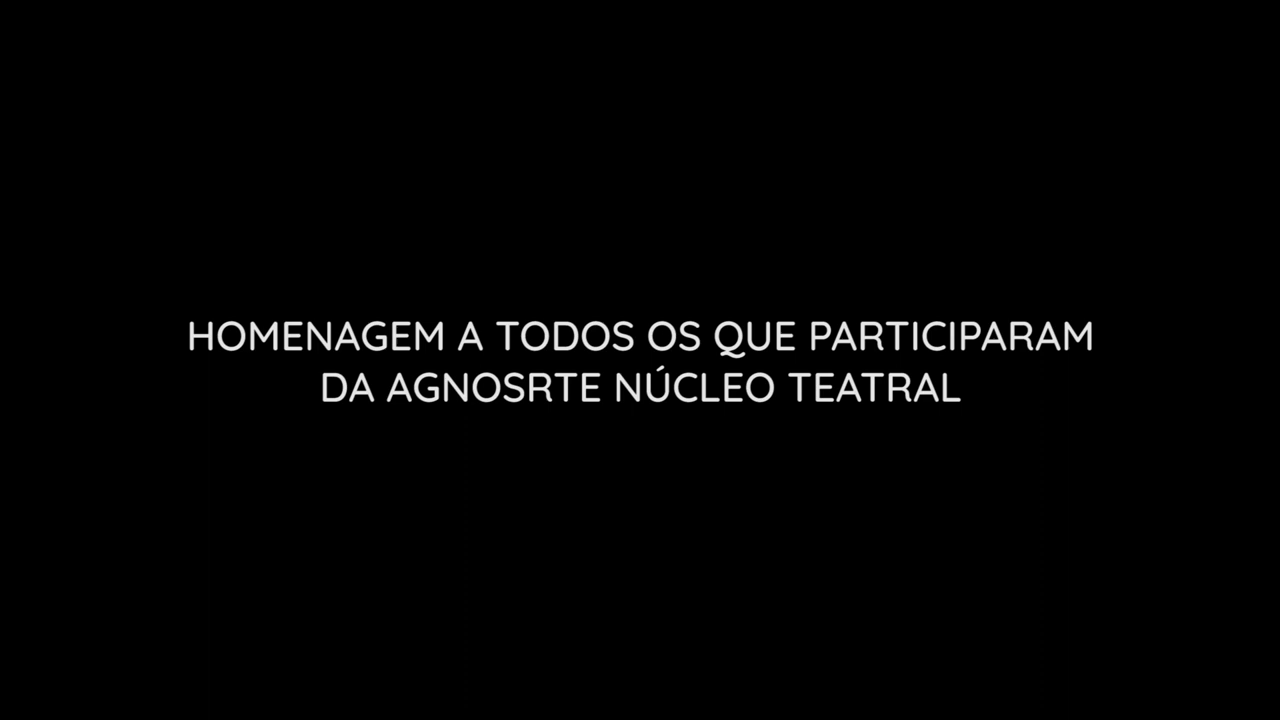 HOMENAGEM A TODOS OS QUE PARTICIPARAM
DA AGNOSRTE NÚCLEO TEATRAL